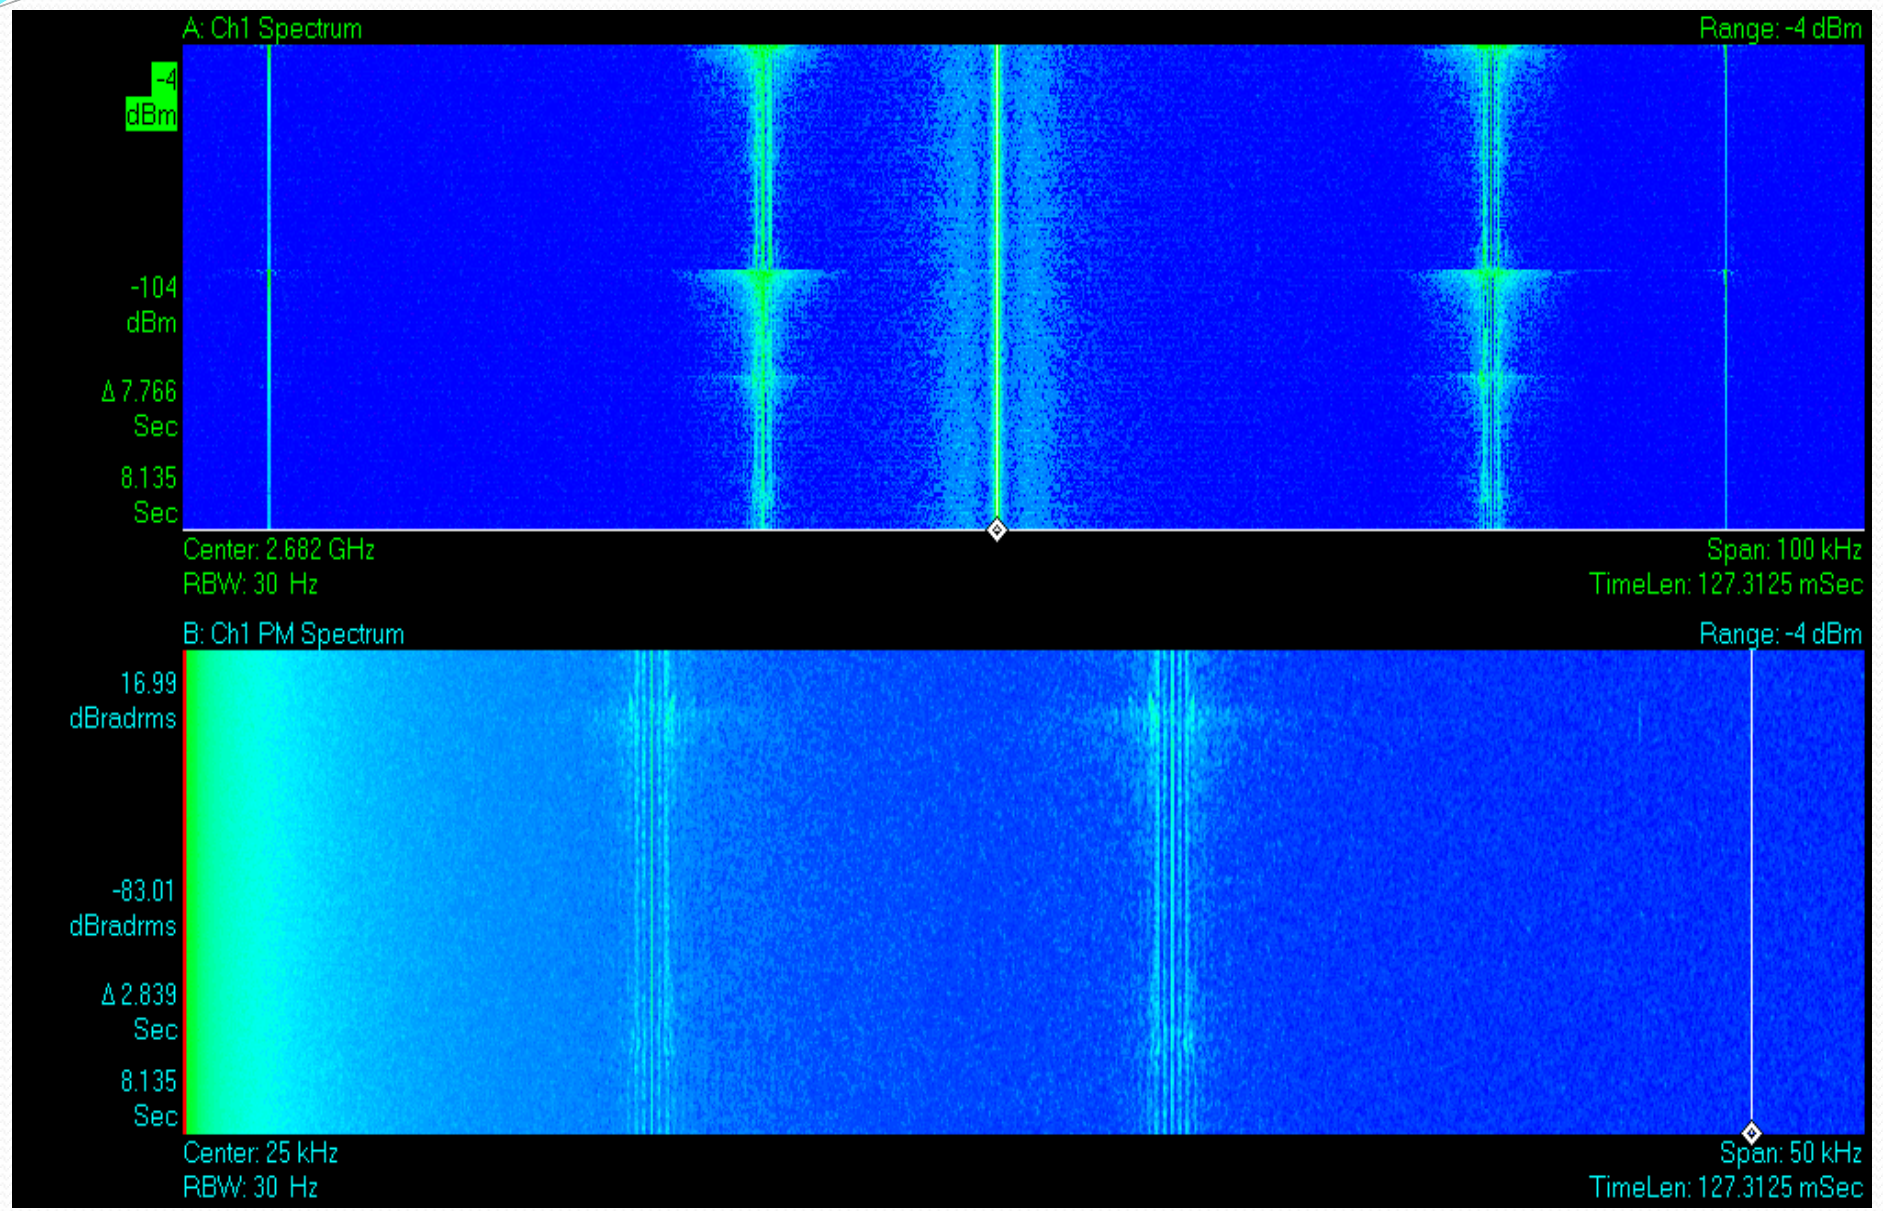 A: Ch1 Spectrum
Range: -4 dBm
-4
dBm
-104
dBm
Δ 7.766
Sec
8.135
Sec
Center: 2.682 GHz
Span: 100 kHz
RBW: 30 Hz
TimeLen: 127.3125 mSec
B: Ch1 PM Spectrum
Range: -4 dBm
16.99
dBradrms
-83.01
dBradrms
Δ 2.839
Sec
8.135
Sec
Center: 25 kHz
Span: 50 kHz
RBW: 30 Hz
TimeLen: 127.3125 mSec